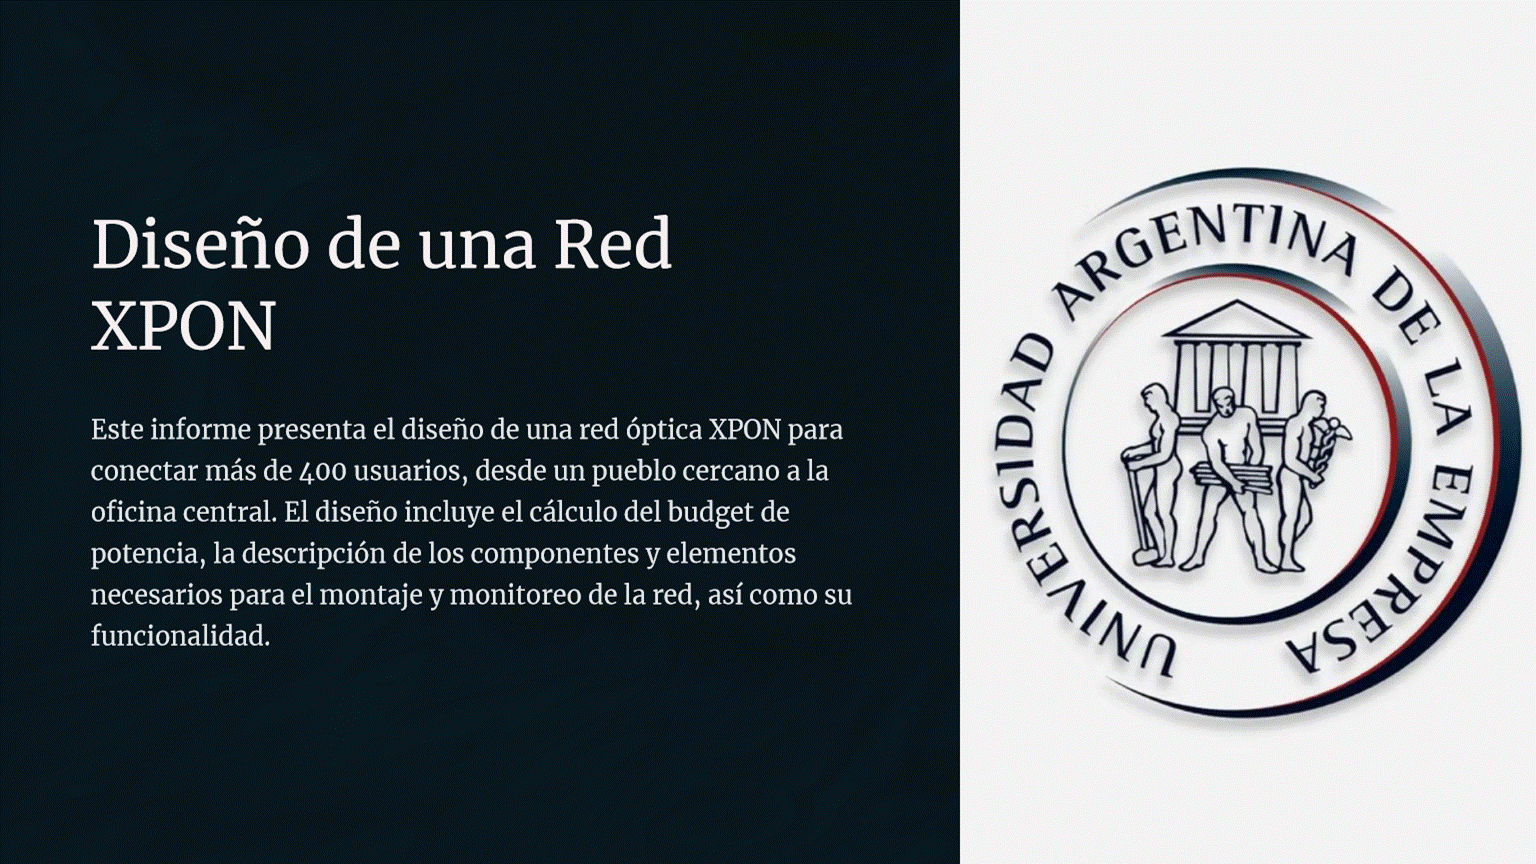 Diseño de una Red
XPON
Este informe presenta el diseño de una red óptica XPON para
conectar más de 400 usuarios, desde un pueblo cercano a la
oficina central. El diseño incluye el cálculo del budget de
potencia, la descripción de los componentes y elementos
necesarios para el montaje y monitoreo de la red, así como su
funcionalidad.
UNIVERSIDAD ARGENTINA DE LA EMPRESA